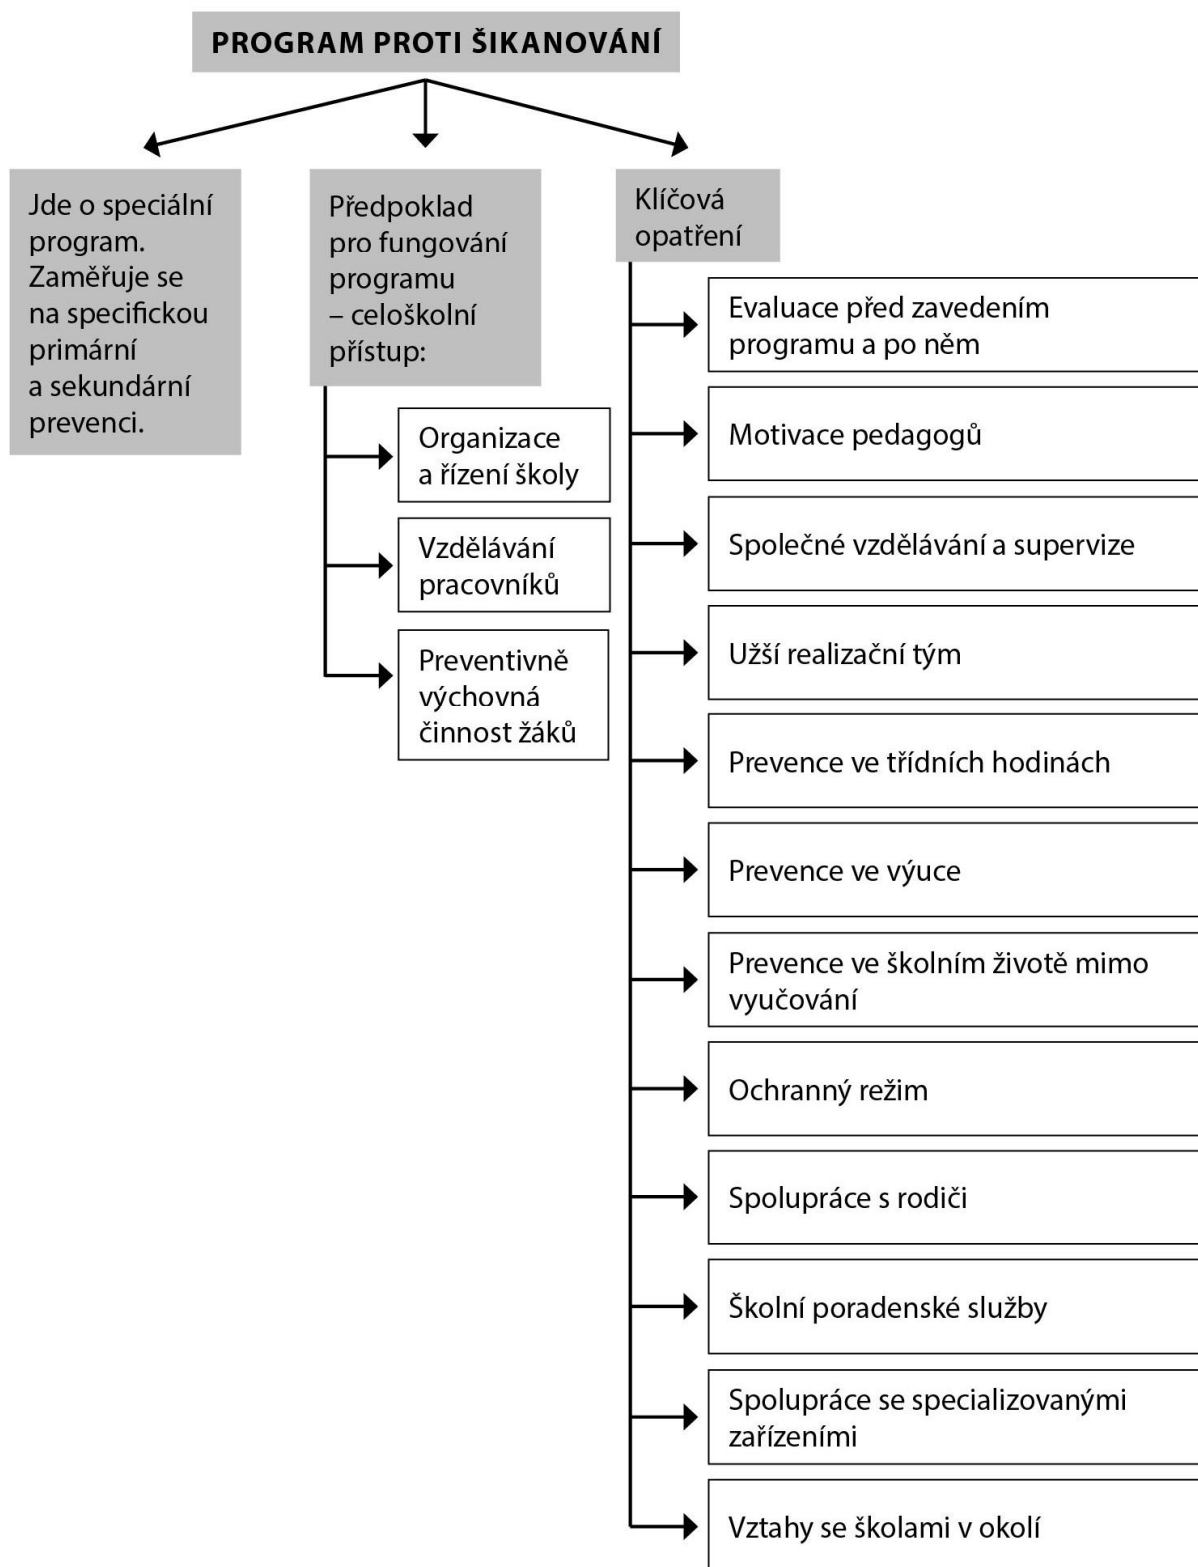 PROGRAM PROTI ŠIKANOVÁNÍ
Jde o speciální
program.
Zaměřuje se
na specifickou
primární
a sekundární
prevenci.
Předpoklad
pro fungování
programu
– celoškolní
přístup:
Organizace
a řízení školy
Vzdělávání
pracovníků
Preventivně
výchovná
činnost žáků
Klíčová
opatření
Evaluace před zavedením
programu a po něm
Motivace pedagogů
Společné vzdělávání a supervize
Užší realizační tým
Prevence ve třídních hodinách
Prevence ve výuce
Prevence ve školním životě mimo
vyučování
Ochranný režim
Spolupráce s rodiči
Školní poradenské služby
Spolupráce se specializovanými
zařízeními
Vztahy se školami v okolí